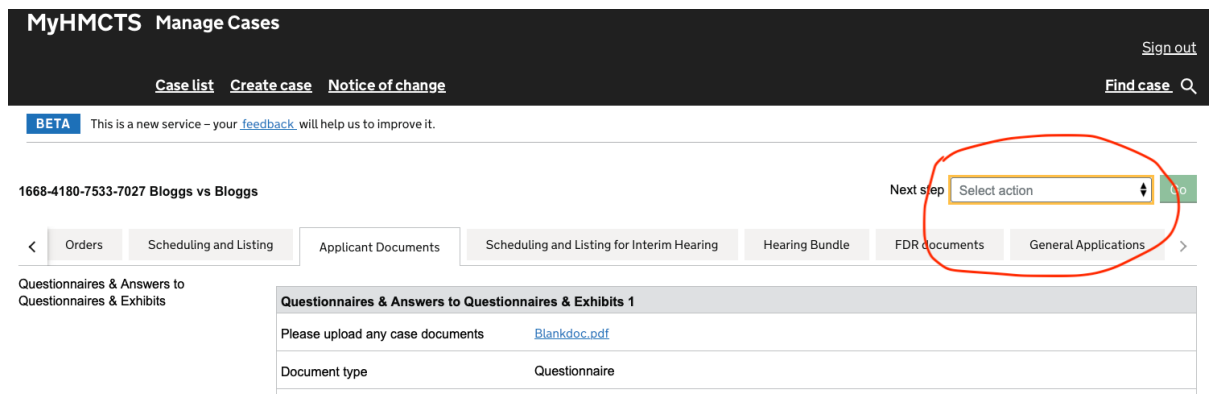 MyHMCTS Manage Cases
Sign out
Case list Create case Notice of change Find case
BETA This is a new service – your feedback will help us to improve it.
1668-4180-7533-7027 Bloggs vs Bloggs
Next step Select action Go
Orders Scheduling and Listing Applicant Documents Scheduling and Listing for Interim Hearing Hearing Bundle FDR documents General Applications
Questionnaires & Answers to
Questionnaires & Exhibits
Questionnaires & Answers to Questionnaires & Exhibits 1
Please upload any case documents Blankdoc.pdf
Document type Questionnaire